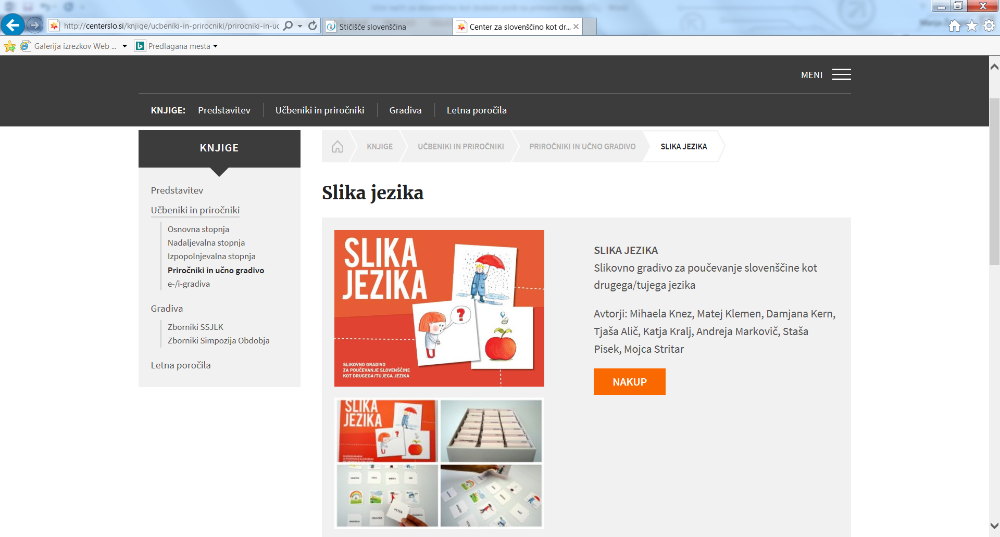 http://centerslo.si/knjige/ucbeniki-in-prirocniki/prirocniki-in-uc
Stičišče slovenščina
Center za slovenščino kot dr...
Galerija izrezkov Web ...
Predlagana mesta
MENI
KNJIGE:
Predstavitev
Učbeniki in priročniki
Gradiva
Letna poročila
KNJIGE
Predstavitev
Učbeniki in priročniki
Osnovna stopnja
Nadaljevalna stopnja
Izpopolnjevalna stopnja
Priročniki in učno gradivo
e-/i-gradiva
Gradiva
Zborniki SSJLK
Zborniki Simpozija Obdobja
Letna poročila
KNJIGE
UČBENIKI IN PRIROČNIKI
PRIROČNIKI IN UČNO GRADIVO
SLIKA JEZIKA
Slika jezika
SLIKA
JEZIKA
?
SLIKOVNO GRADIVO
ZA POUČEVANJE SLOVENŠČINE
KOT DRUGEGA/TUJEGA JEZIKA
SLIKA
JEZIKA
?
VETER
SLIKA JEZIKA
Slikovno gradivo za poučevanje slovenščine kot
drugega/tujega jezika
Avtorji: Mihaela Knez, Matej Klemen, Damjana Kern,
Tjaša Alič, Katja Kralj, Andreja Markovič, Staša
Pisek, Mojca Stritar
NAKUP